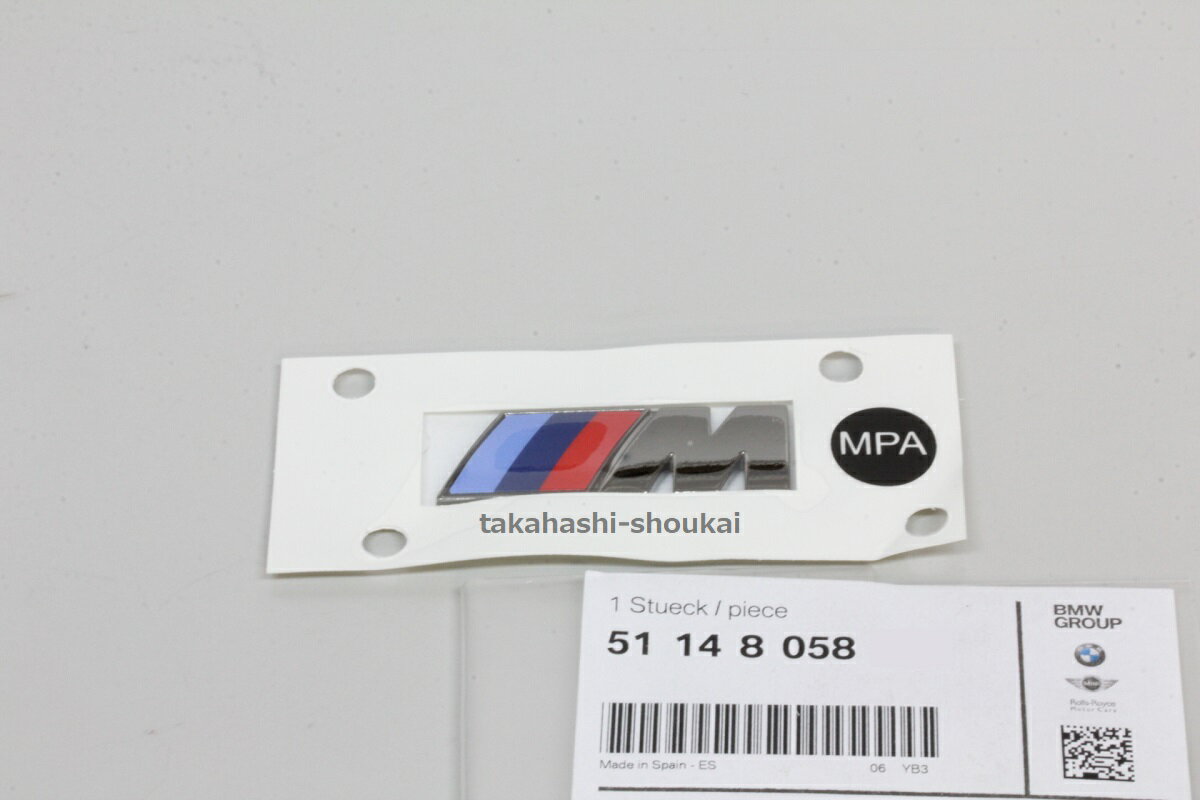 M
MPA
takahashi-shoukai
1 Stueck / piece
51 14 8 058
Made in Spain - ES
06 YB3
BMW
GROUP
MINI
Rolls-Royce
Motor Cars